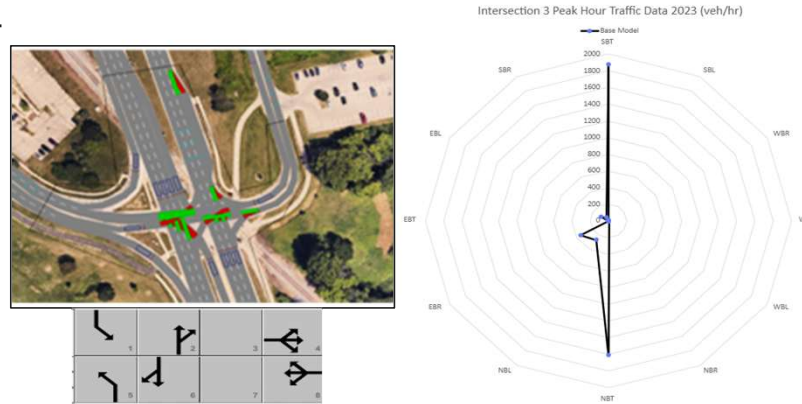 Intersection 3 Peak Hour Traffic Data 2023 (veh/hr)
Base Model
SBT
SBR
SBL
2000
1800
1600
1400
1200
1000
800
600
400
200
0
EBL
WBR
EBT
W
EBR
WBL
NBL
NBR
NBT
1 2 3 4
5 6 7 8